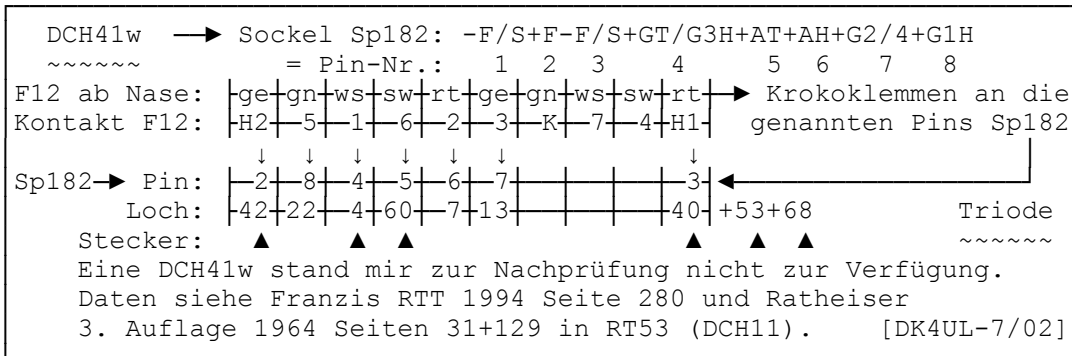 DCH41w ──► Sockel Sp182: -F/S+F-F/S+GT/G3H+AT+AH+G2/4+G1H
~~~~~~ = Pin-Nr.: 1 2 3 4 5 6 7 8
F12 ab Nase: ├ge┼gn┼ws┼sw┼rt┼ge┼gn┼ws┼sw┼rt┼─► Krokoklemmen an die
Kontakt F12: ├H2┼─5┼─1┼─6┼─2┼─3┼─K┼─7┼─4┼H1┤ genannten Pins Sp182
↓ ↓ ↓ ↓ ↓ ↓ ↓
Sp182─► Pin: ├─2┼─8┼─4┼─5┼─6┼─7┼──┼──┼──┼─3┤◄
Loch: ├42┼22┼─4┼60┼─7┼13┼──┼──┼──┼40┤+53+68 Triode
Stecker: ▲ ▲ ▲ ▲ ▲ ▲ ~~~~~~
Eine DCH41w stand mir zur Nachprüfung nicht zur Verfügung.
Daten siehe Franzis RTT 1994 Seite 280 und Ratheiser
3. Auflage 1964 Seiten 31+129 in RT53 (DCH11). [DK4UL-7/02]